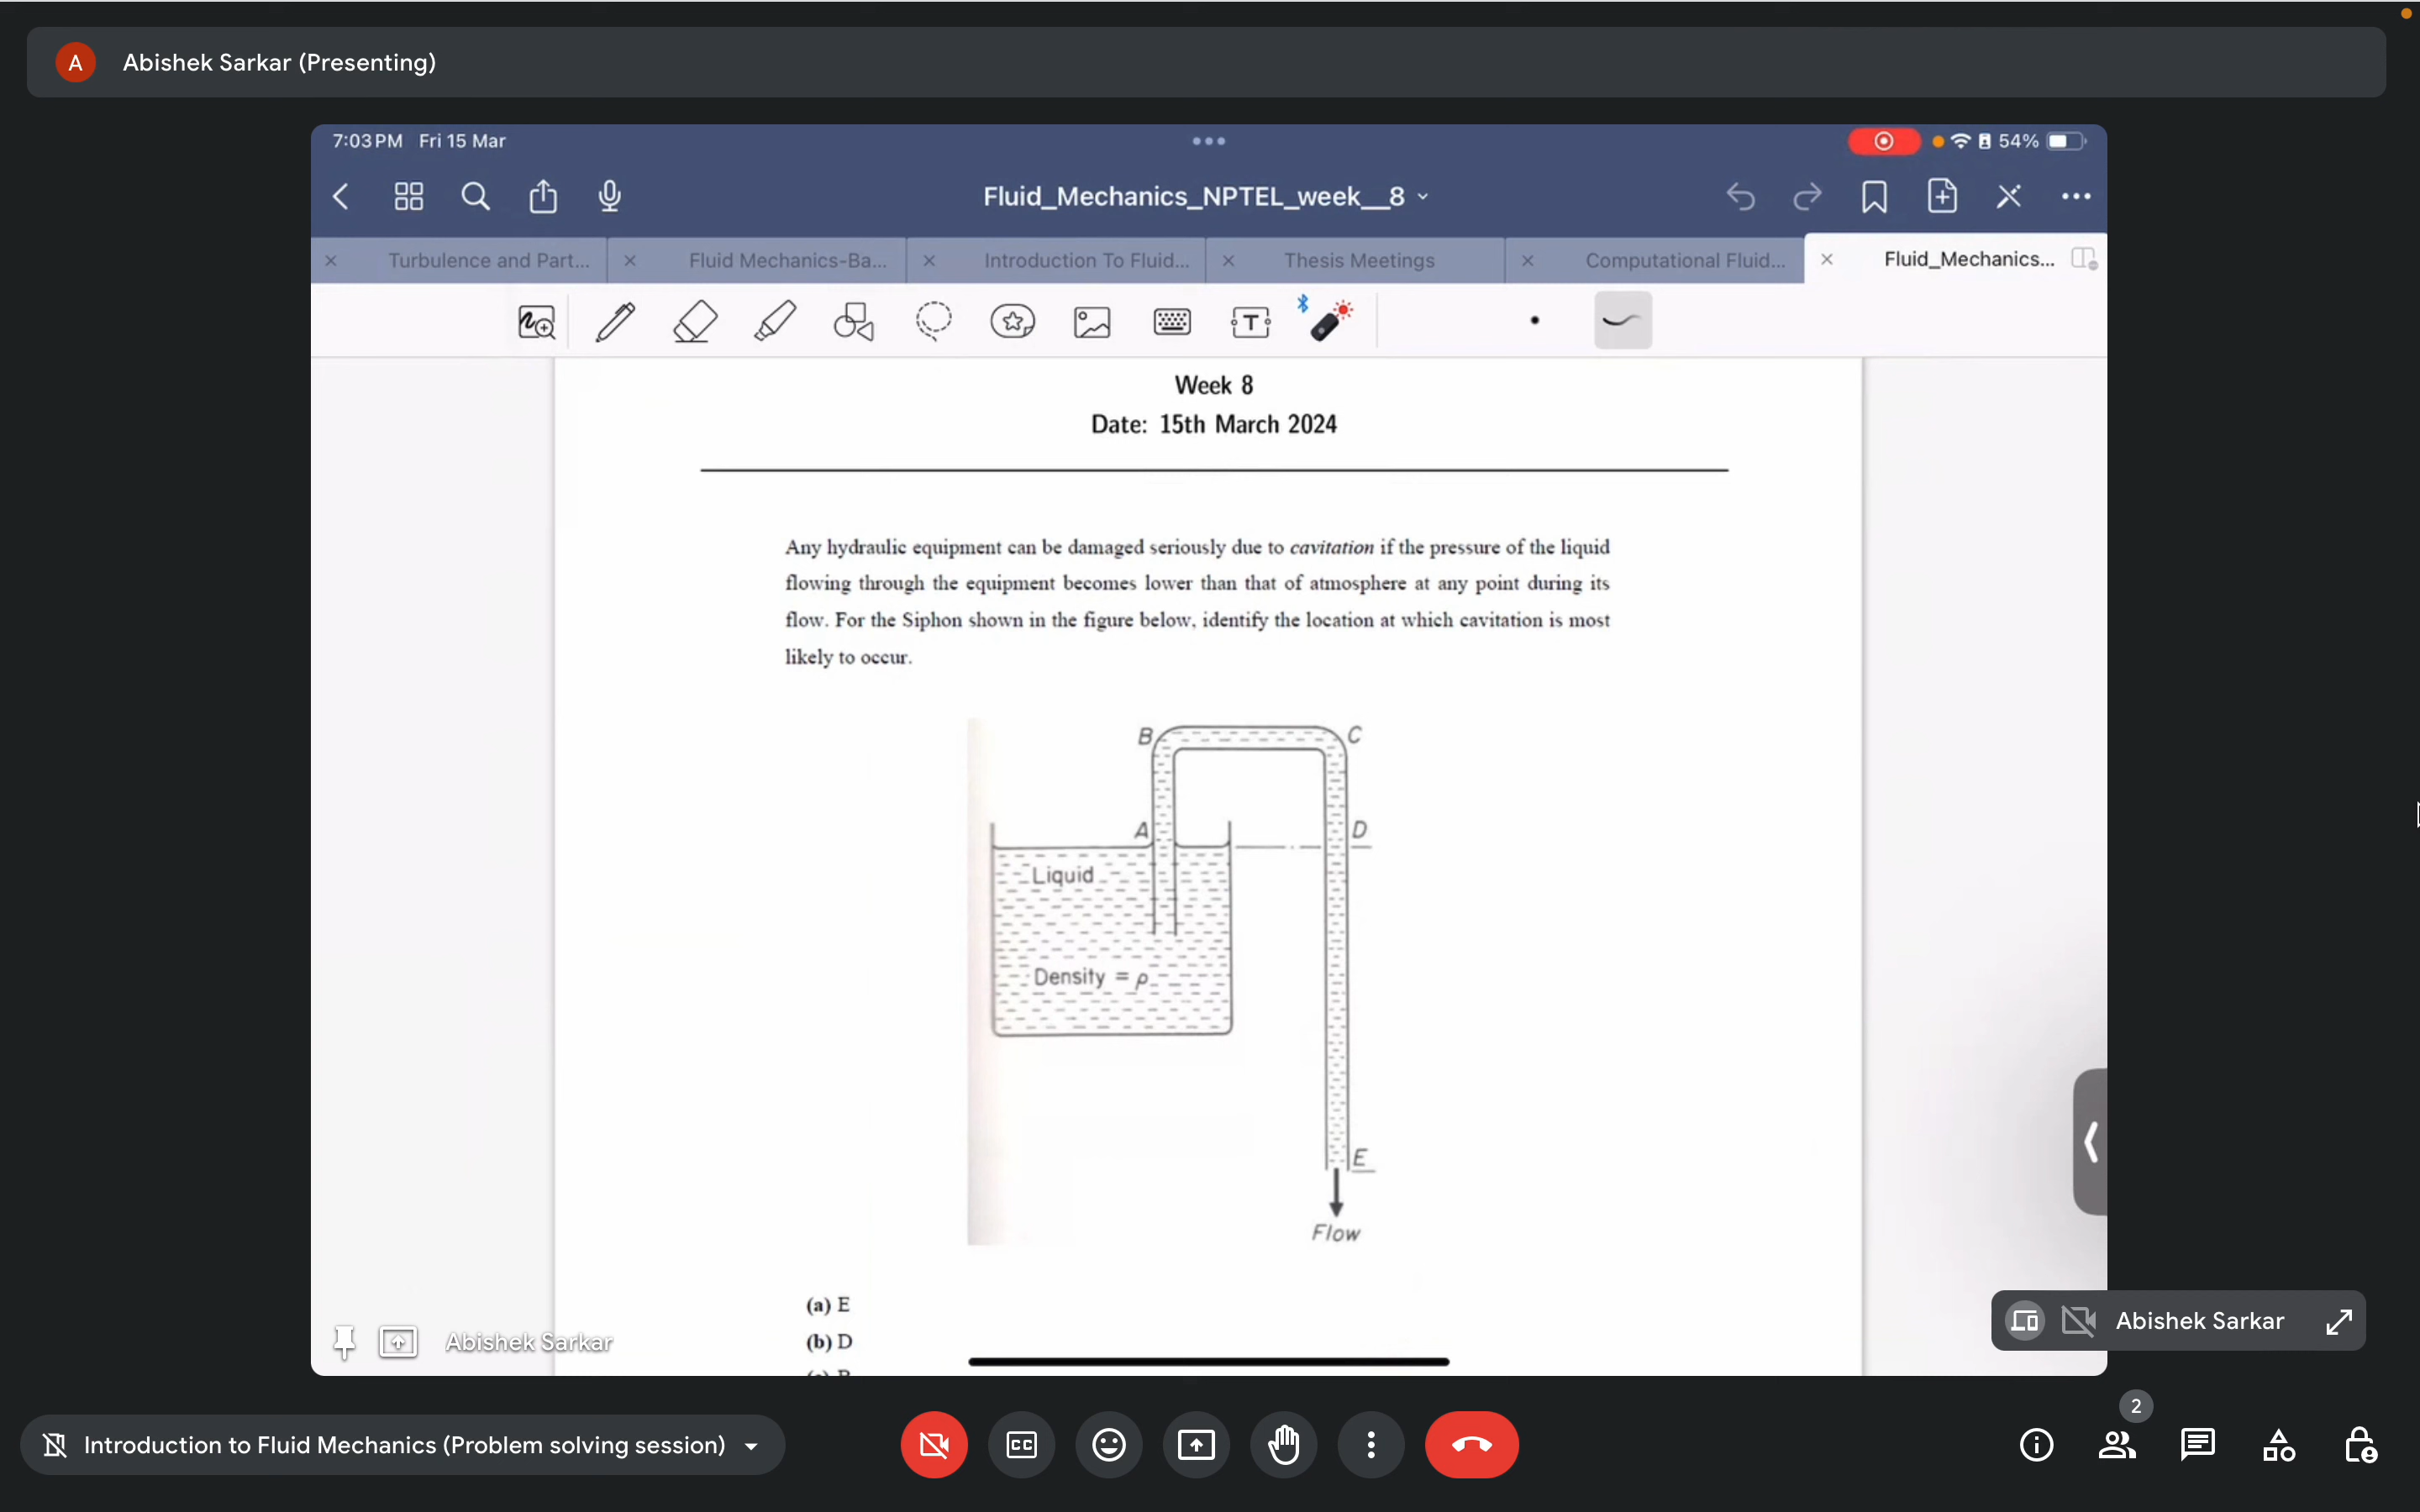 A Abishek Sarkar (Presenting)
7:03 PM Fri 15 Mar
54%
Fluid_Mechanics_NPTEL_week__8
Turbulence and Part...
Fluid Mechanics-Ba...
Introduction To Fluid...
Thesis Meetings
Computational Fluid...
Fluid_Mechanics...
T
Week 8
Date: 15th March 2024
Any hydraulic equipment can be damaged seriously due to cavitation if the pressure of the liquid
flowing through the equipment becomes lower than that of atmosphere at any point during its
flow. For the Siphon shown in the figure below, identify the location at which cavitation is most
likely to occur.
B
C
A
D
Liquid
Density = ρ
E
Flow
(a) E
(b) D
Abishek Sarkar
Abishek Sarkar
2
Introduction to Fluid Mechanics (Problem solving session)
CC